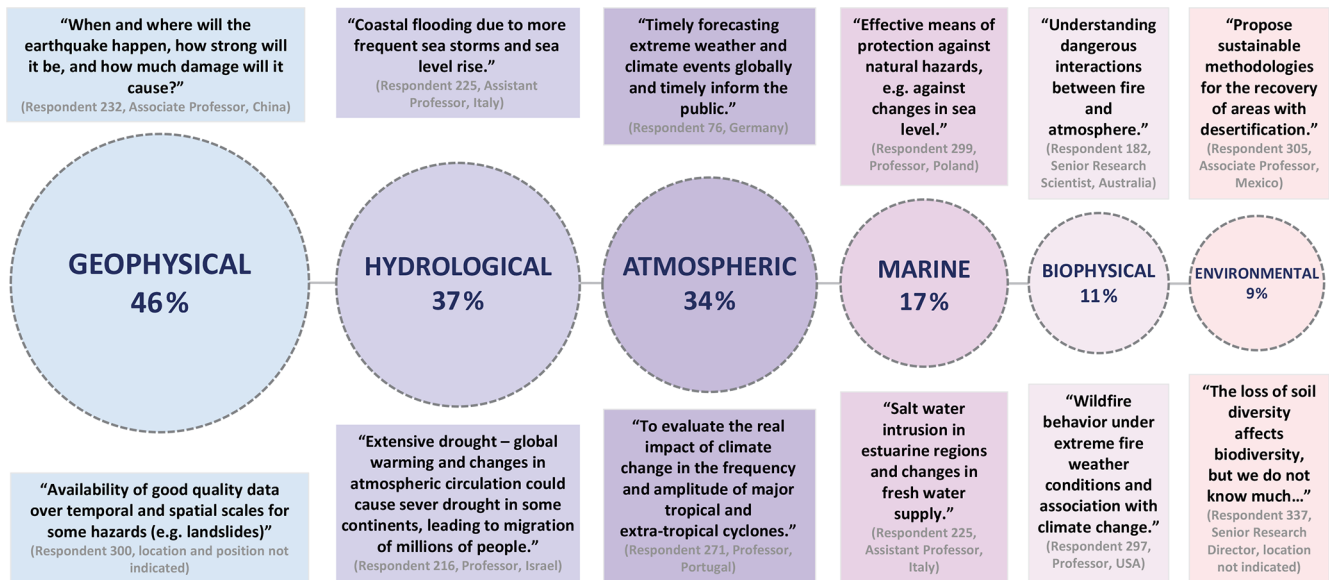 “When and where will the
earthquake happen, how strong will
it be, and how much damage will it
cause?”
(Respondent 232, Associate Professor, China)
“Coastal flooding due to more
frequent sea storms and sea
level rise.”
(Respondent 225, Assistant
Professor, Italy)
“Timely forecasting
extreme weather and
climate events globally
and timely inform the
public.”
(Respondent 76, Germany)
“Effective means of
protection against
natural hazards,
e.g. against
changes in sea
level.”
(Respondent 299,
Professor, Poland)
“Understanding
dangerous
interactions
between fire
and
atmosphere.”
(Respondent 182,
Senior Research
Scientist, Australia)
“Propose
sustainable
methodologies
for the recovery
of areas with
desertification.”
(Respondent 305,
Associate Professor,
Mexico)
GEOPHYSICAL
46%
HYDROLOGICAL
37%
ATMOSPHERIC
34%
MARINE
17%
BIOPHYSICAL
11%
ENVIRONMENTAL
9%
“Availability of good quality data
over temporal and spatial scales for
some hazards (e.g. landslides)”
(Respondent 300, location and position not
indicated)
“Extensive drought – global
warming and changes in
atmospheric circulation could
cause sever drought in some
continents, leading to migration
of millions of people.”
(Respondent 216, Professor, Israel)
“To evaluate the real
impact of climate
change in the frequency
and amplitude of major
tropical and
extra-tropical cyclones.”
(Respondent 271, Professor,
Portugal)
“Salt water
intrusion in
estuarine regions
and changes in
fresh water
supply.”
(Respondent 225,
Assistant Professor,
Italy)
“Wildfire
behavior under
extreme fire
weather
conditions and
association with
climate change.”
(Respondent 297,
Professor, USA)
“The loss of soil
diversity
affects
biodiversity,
but we do not
know much…”
(Respondent 337,
Senior Research
Director, location
not indicated)